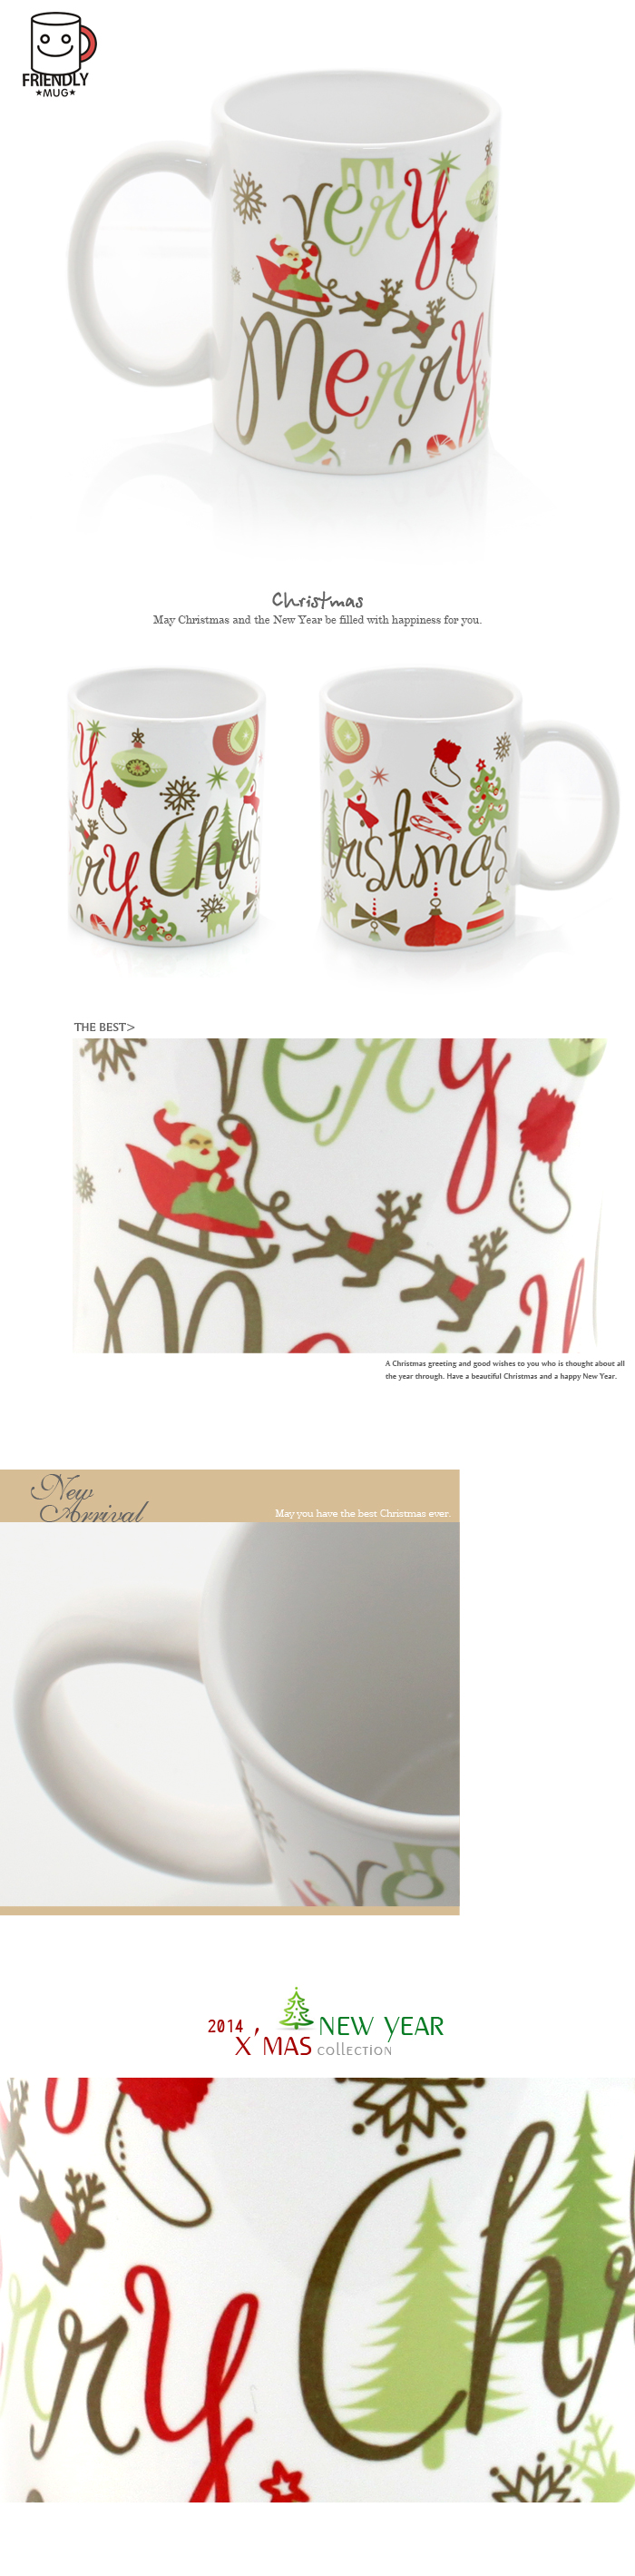 FRIENDLY
★MUG★
Very
Merry
Christmas
May Christmas and the New Year be filled with happiness for you.
y
rry
Chris
ristmas
THE BEST>
Very
A Christmas greeting and good wishes to you who is thought about all
the year through. Have a beautiful Christmas and a happy New Year.
New
Arrival
May you have the best Christmas ever.
2014
X'MAS
NEW YEAR
collection
rry
Ch